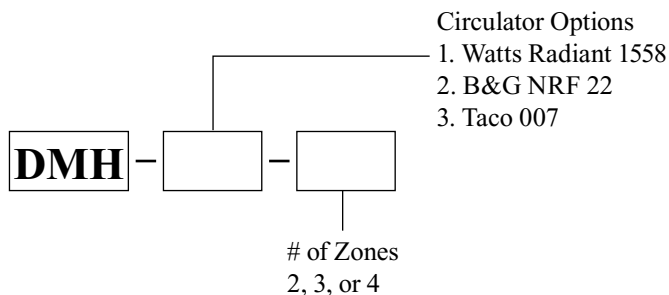 Circulator Options
1. Watts Radiant 1558
2. B&G NRF 22
3. Taco 007
DMH - -
# of Zones
2, 3, or 4